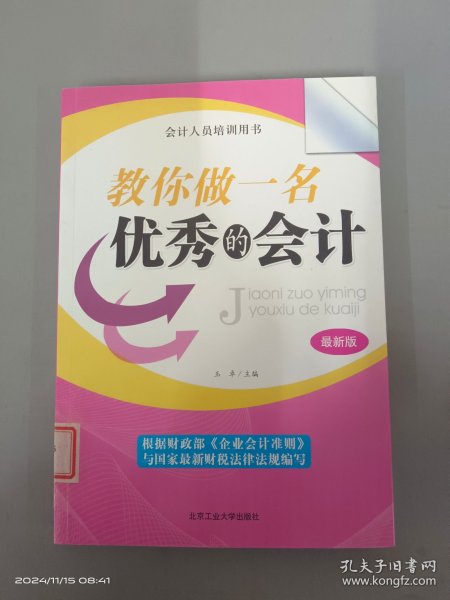 会计人员培训用书
教你做一名
优秀的会计
Jiaoni zuo yiming
youxiu de kuaiji
最新版
玉卓/主编
根据财政部《企业会计准则》
与国家最新财税法律法规编写
北京工业大学出版社
2024/11/15 08:41
孔夫子旧书网
www.kongfz.com